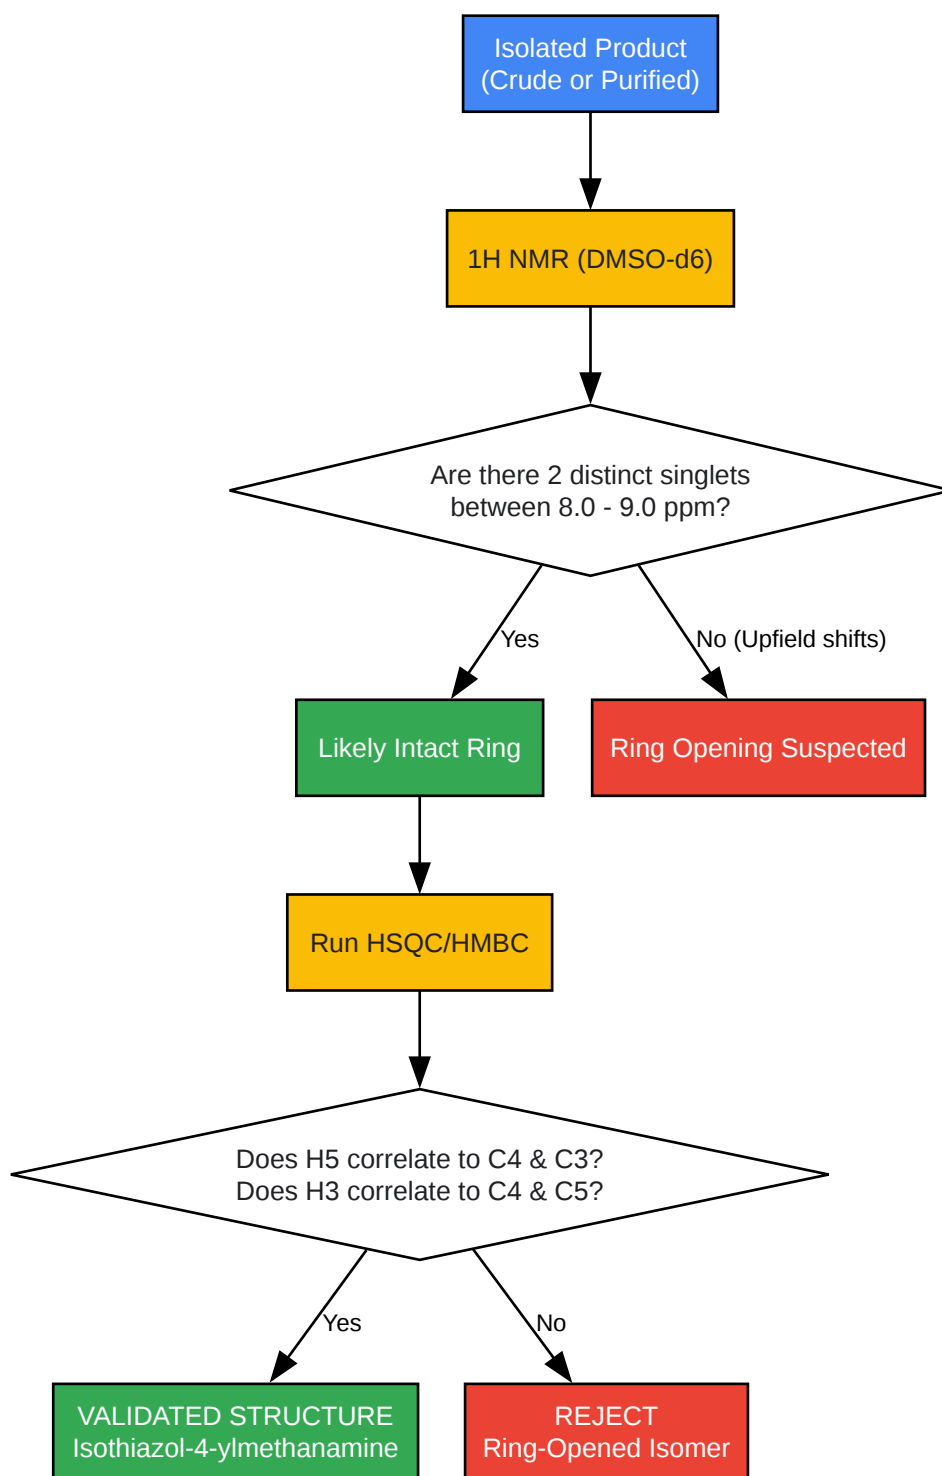 Isolated Product
(Crude or Purified)
1H NMR (DMSO-d6)
Are there 2 distinct singlets
between 8.0 - 9.0 ppm?
Yes
No (Upfield shifts)
Likely Intact Ring
Ring Opening Suspected
Run HSQC/HMBC
Does H5 correlate to C4 & C3?
Does H3 correlate to C4 & C5?
Yes
No
VALIDATED STRUCTURE
Isothiazol-4-ylmethanamine
REJECT
Ring-Opened Isomer